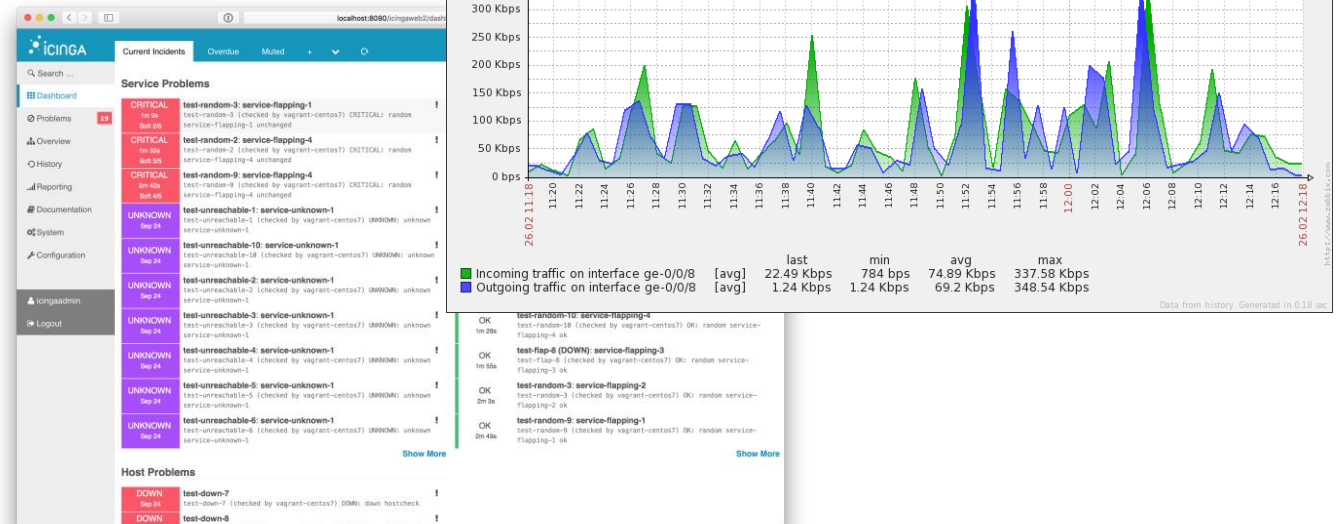 localhost:8080/icingaweb2/dash
icinga
Current Incidents
Overdue
Muted
+
Search ...
Dashboard
Problems
19
Overview
History
Reporting
Documentation
System
Configuration
icingaadmin
Logout
Service Problems
CRITICAL
1m 9s
Soft 2/5
test-random-3: service-flapping-1 !
test-random-3 (checked by vagrant-centos7) CRITICAL: random
service-flapping-1 unchanged
CRITICAL
1m 33s
Soft 3/5
test-random-2: service-flapping-4 !
test-random-2 (checked by vagrant-centos7) CRITICAL: random
service-flapping-4 unchanged
CRITICAL
2m 42s
Soft 4/5
test-random-9: service-flapping-4 !
test-random-9 (checked by vagrant-centos7) CRITICAL: random
service-flapping-4 unchanged
UNKNOWN
Sep 24
test-unreachable-1: service-unknown-1 !
test-unreachable-1 (checked by vagrant-centos7) UNKNOWN: unknown
service-unknown-1
UNKNOWN
Sep 24
test-unreachable-10: service-unknown-1 !
test-unreachable-10 (checked by vagrant-centos7) UNKNOWN: unknown
service-unknown-1
UNKNOWN
Sep 24
test-unreachable-2: service-unknown-1 !
test-unreachable-2 (checked by vagrant-centos7) UNKNOWN: unknown
service-unknown-1
UNKNOWN
Sep 24
test-unreachable-3: service-unknown-1 !
test-unreachable-3 (checked by vagrant-centos7) UNKNOWN: unknown
service-unknown-1
UNKNOWN
Sep 24
test-unreachable-4: service-unknown-1 !
test-unreachable-4 (checked by vagrant-centos7) UNKNOWN: unknown
service-unknown-1
UNKNOWN
Sep 24
test-unreachable-5: service-unknown-1 !
test-unreachable-5 (checked by vagrant-centos7) UNKNOWN: unknown
service-unknown-1
UNKNOWN
Sep 24
test-unreachable-6: service-unknown-1 !
test-unreachable-6 (checked by vagrant-centos7) UNKNOWN: unknown
service-unknown-1
Show More
Host Problems
DOWN
Sep 24
test-down-7 !
test-down-7 (checked by vagrant-centos7) DOWN: down hostcheck
DOWN
test-down-8 !
OK
1m 29s
test-random-10: service-flapping-4
test-random-10 (checked by vagrant-centos7) OK: random service-
flapping-4 ok
OK
1m 55s
test-flap-8 (DOWN): service-flapping-3
test-flap-8 (checked by vagrant-centos7) OK: random service-
flapping-3 ok
OK
2m 3s
test-random-3: service-flapping-2
test-random-3 (checked by vagrant-centos7) OK: random service-
flapping-2 ok
OK
2m 49s
test-random-9: service-flapping-1
test-random-9 (checked by vagrant-centos7) OK: random service-
flapping-1 ok
Show More
300 Kbps
250 Kbps
200 Kbps
150 Kbps
100 Kbps
50 Kbps
0 bps
26.02 11:18
11:20
11:22
11:24
11:26
11:28
11:30
11:32
11:34
11:36
11:38
11:40
11:42
11:44
11:46
11:48
11:50
11:52
11:54
11:56
11:58
12:00
12:02
12:04
12:06
12:08
12:10
12:12
12:14
12:16
26.02 12:18
http://www.zabbix.com
last min avg max
Incoming traffic on interface ge-0/0/8 [avg] 22.49 Kbps 784 bps 74.89 Kbps 337.58 Kbps
Outgoing traffic on interface ge-0/0/8 [avg] 1.24 Kbps 1.24 Kbps 69.2 Kbps 348.54 Kbps
Data from history. Generated in 0.18 sec